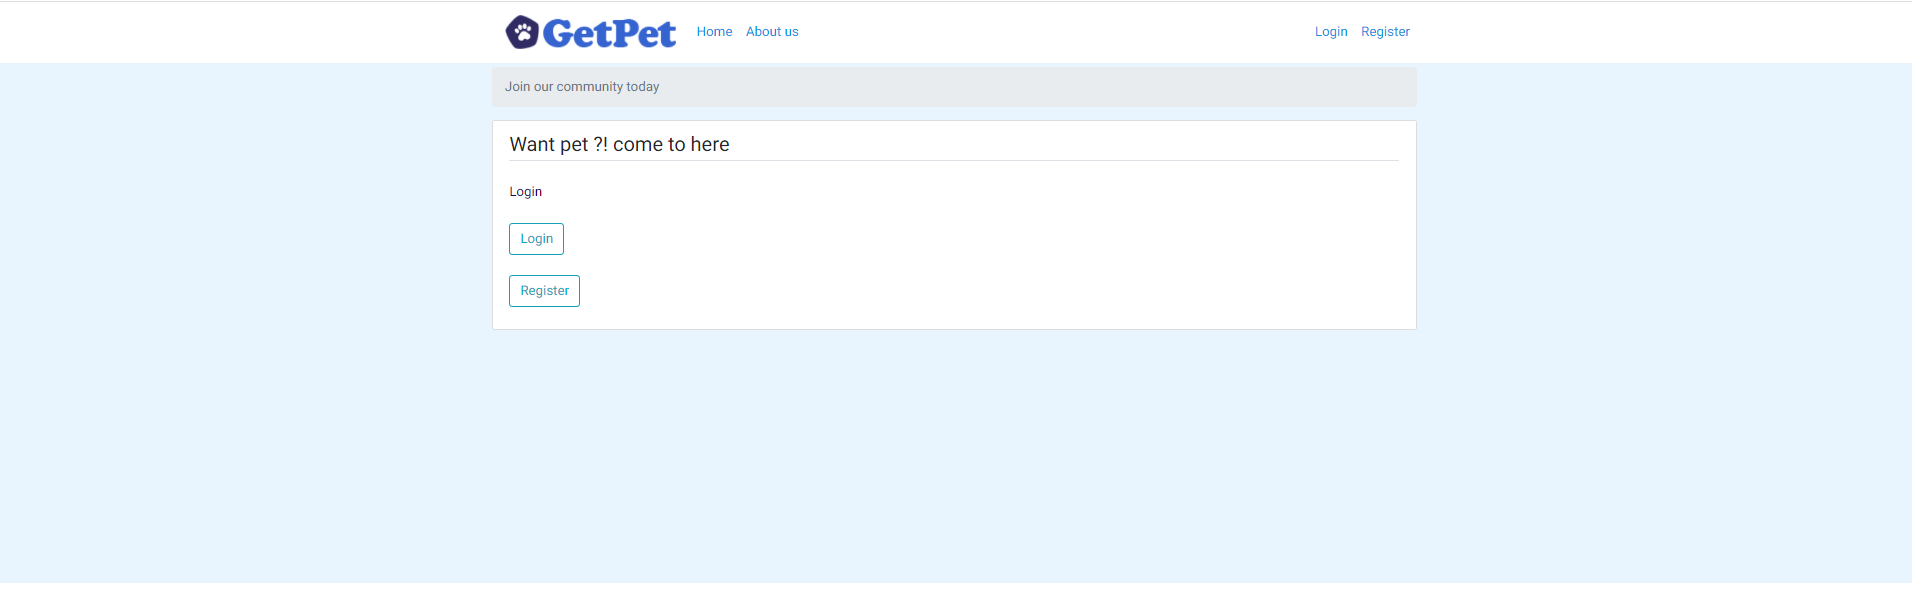 GetPet Home About us Login Register
Join our community today
Want pet ?! come to here
Login
Login
Register